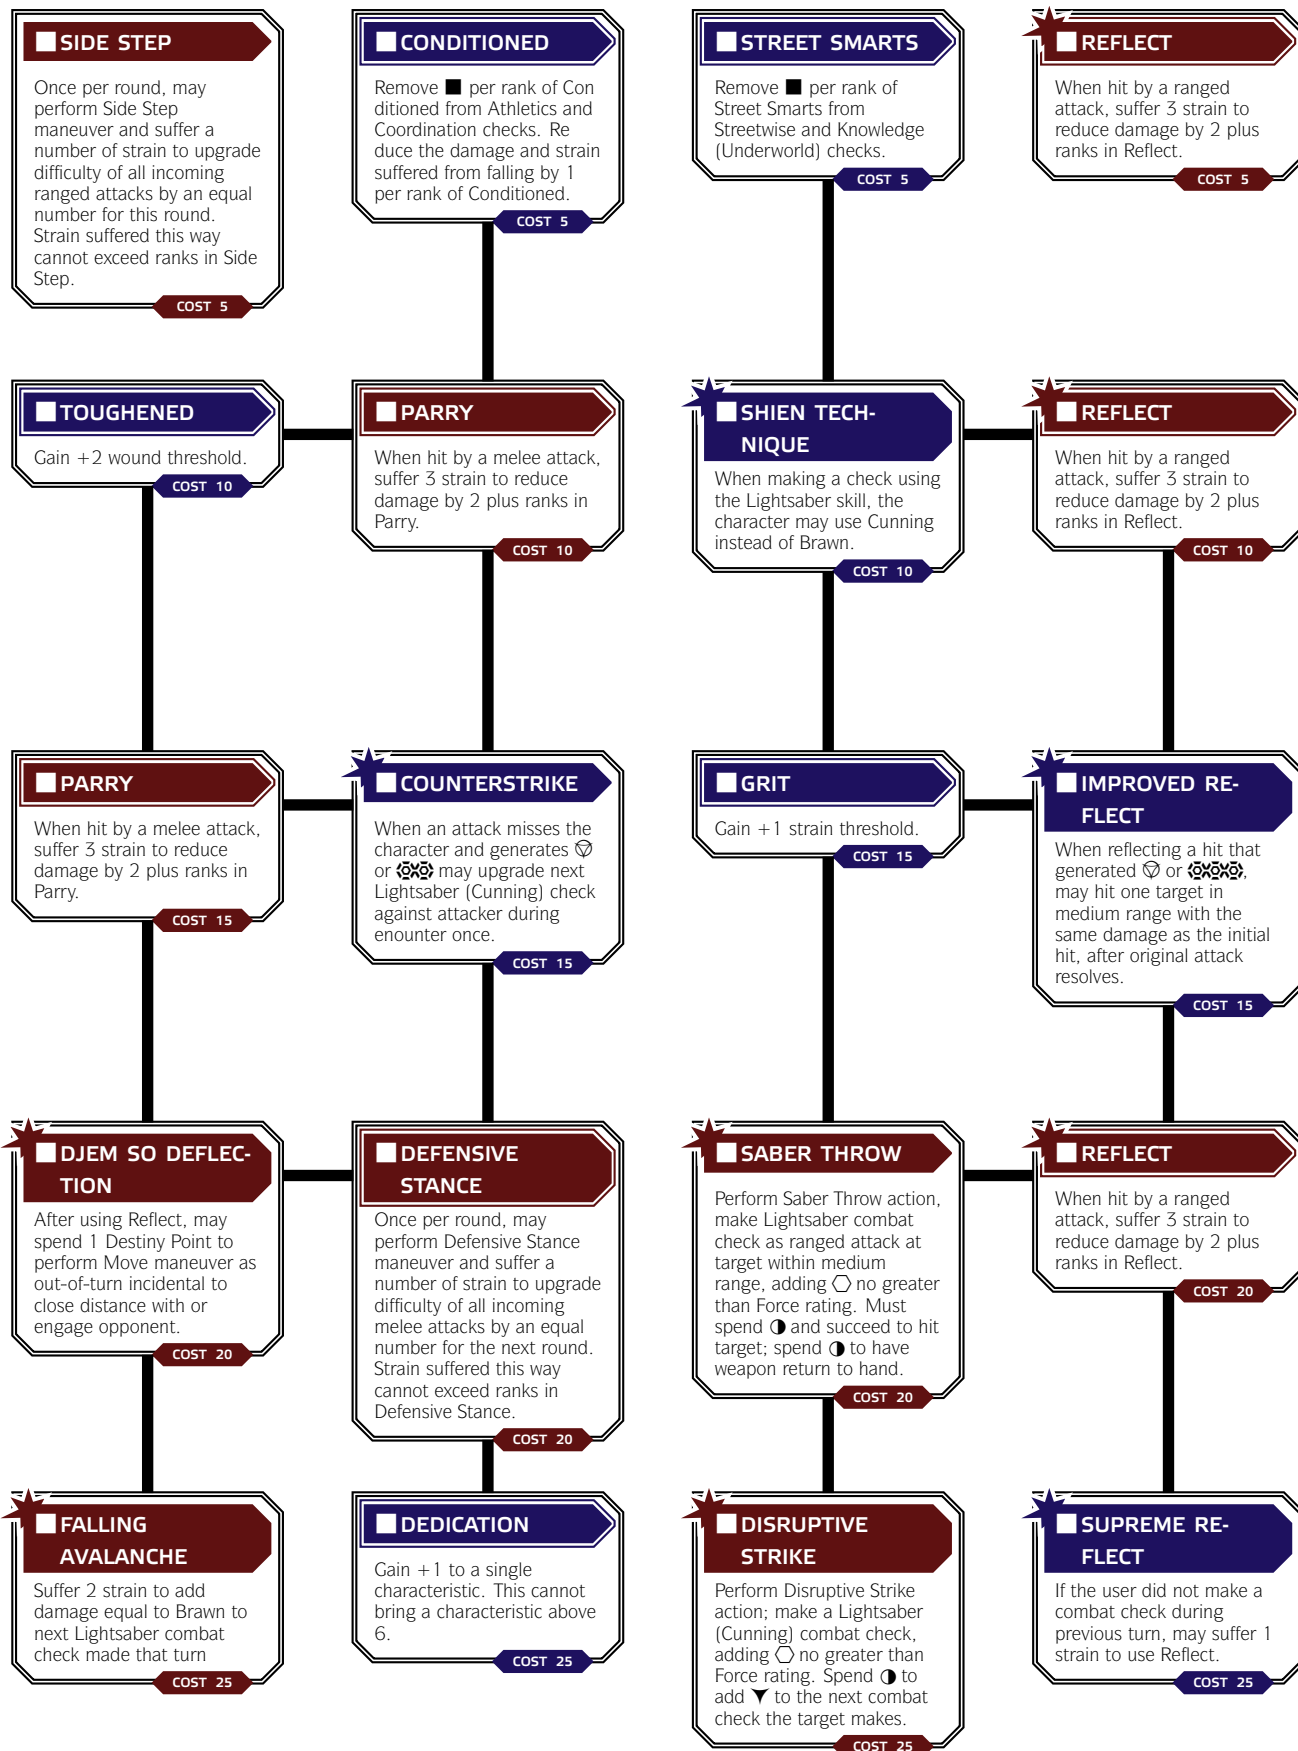 SIDE STEP
Once per round, may
perform Side Step
maneuver and suffer a
number of strain to upgrade
difficulty of all incoming
ranged attacks by an equal
number for this round.
Strain suffered this way
cannot exceed ranks in Side
Step.
COST 5
CONDITIONED
Remove ■ per rank of Con
ditioned from Athletics and
Coordination checks. Re
duce the damage and strain
suffered from falling by 1
per rank of Conditioned.
COST 5
STREET SMARTS
Remove ■ per rank of
Street Smarts from
Streetwise and Knowledge
(Underworld) checks.
COST 5
REFLECT
When hit by a ranged
attack, suffer 3 strain to
reduce damage by 2 plus
ranks in Reflect.
COST 5
TOUGHENED
Gain +2 wound threshold.
COST 10
PARRY
When hit by a melee attack,
suffer 3 strain to reduce
damage by 2 plus ranks in
Parry.
COST 10
SHIEN TECH-
NIQUE
When making a check using
the Lightsaber skill, the
character may use Cunning
instead of Brawn.
COST 10
REFLECT
When hit by a ranged
attack, suffer 3 strain to
reduce damage by 2 plus
ranks in Reflect.
COST 10
PARRY
When hit by a melee attack,
suffer 3 strain to reduce
damage by 2 plus ranks in
Parry.
COST 15
COUNTERSTRIKE
When an attack misses the
character and generates
or may upgrade next
Lightsaber (Cunning) check
against attacker during
enounter once.
COST 15
GRIT
Gain +1 strain threshold.
COST 15
IMPROVED RE-
FLECT
When reflecting a hit that
generated or ,
may hit one target in
medium range with the
same damage as the initial
hit, after original attack
resolves.
COST 15
DJEM SO DEFLEC-
TION
After using Reflect, may
spend 1 Destiny Point to
perform Move maneuver as
out-of-turn incidental to
close distance with or
engage opponent.
COST 20
DEFENSIVE
STANCE
Once per round, may
perform Defensive Stance
maneuver and suffer a
number of strain to upgrade
difficulty of all incoming
melee attacks by an equal
number for the next round.
Strain suffered this way
cannot exceed ranks in
Defensive Stance.
COST 20
SABER THROW
Perform Saber Throw action,
make Lightsaber combat
check as ranged attack at
target within medium
range, adding ⬡ no greater
than Force rating. Must
spend ◑ and succeed to hit
target; spend ◑ to have
weapon return to hand.
COST 20
REFLECT
When hit by a ranged
attack, suffer 3 strain to
reduce damage by 2 plus
ranks in Reflect.
COST 20
FALLING
AVALANCHE
Suffer 2 strain to add
damage equal to Brawn to
next Lightsaber combat
check made that turn
COST 25
DEDICATION
Gain +1 to a single
characteristic. This cannot
bring a characteristic above
6.
COST 25
DISRUPTIVE
STRIKE
Perform Disruptive Strike
action; make a Lightsaber
(Cunning) combat check,
adding ⬡ no greater than
Force rating. Spend ◑ to
add to the next combat
check the target makes.
COST 25
SUPREME RE-
FLECT
If the user did not make a
combat check during
previous turn, may suffer 1
strain to use Reflect.
COST 25